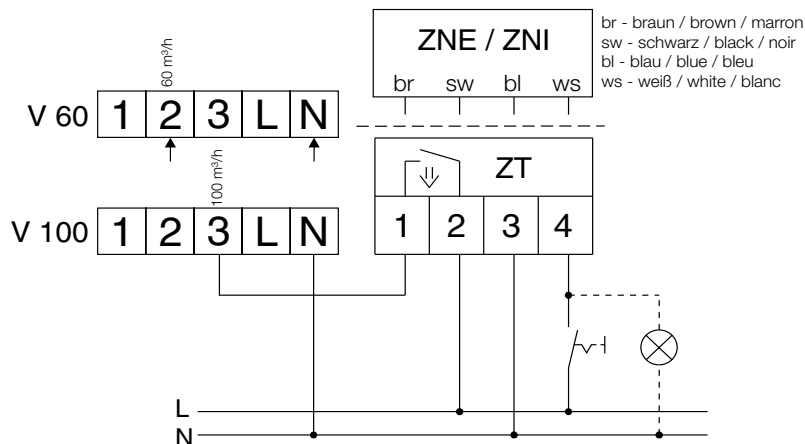 60 m³/h
V 60 1 2 3 L N
100 m³/h
V 100 1 2 3 L N
ZNE / ZNI
br sw bl ws
ZT
1 2 3 4
br - braun / brown / marron
sw - schwarz / black / noir
bl - blau / blue / bleu
ws - weiß / white / blanc
L
N